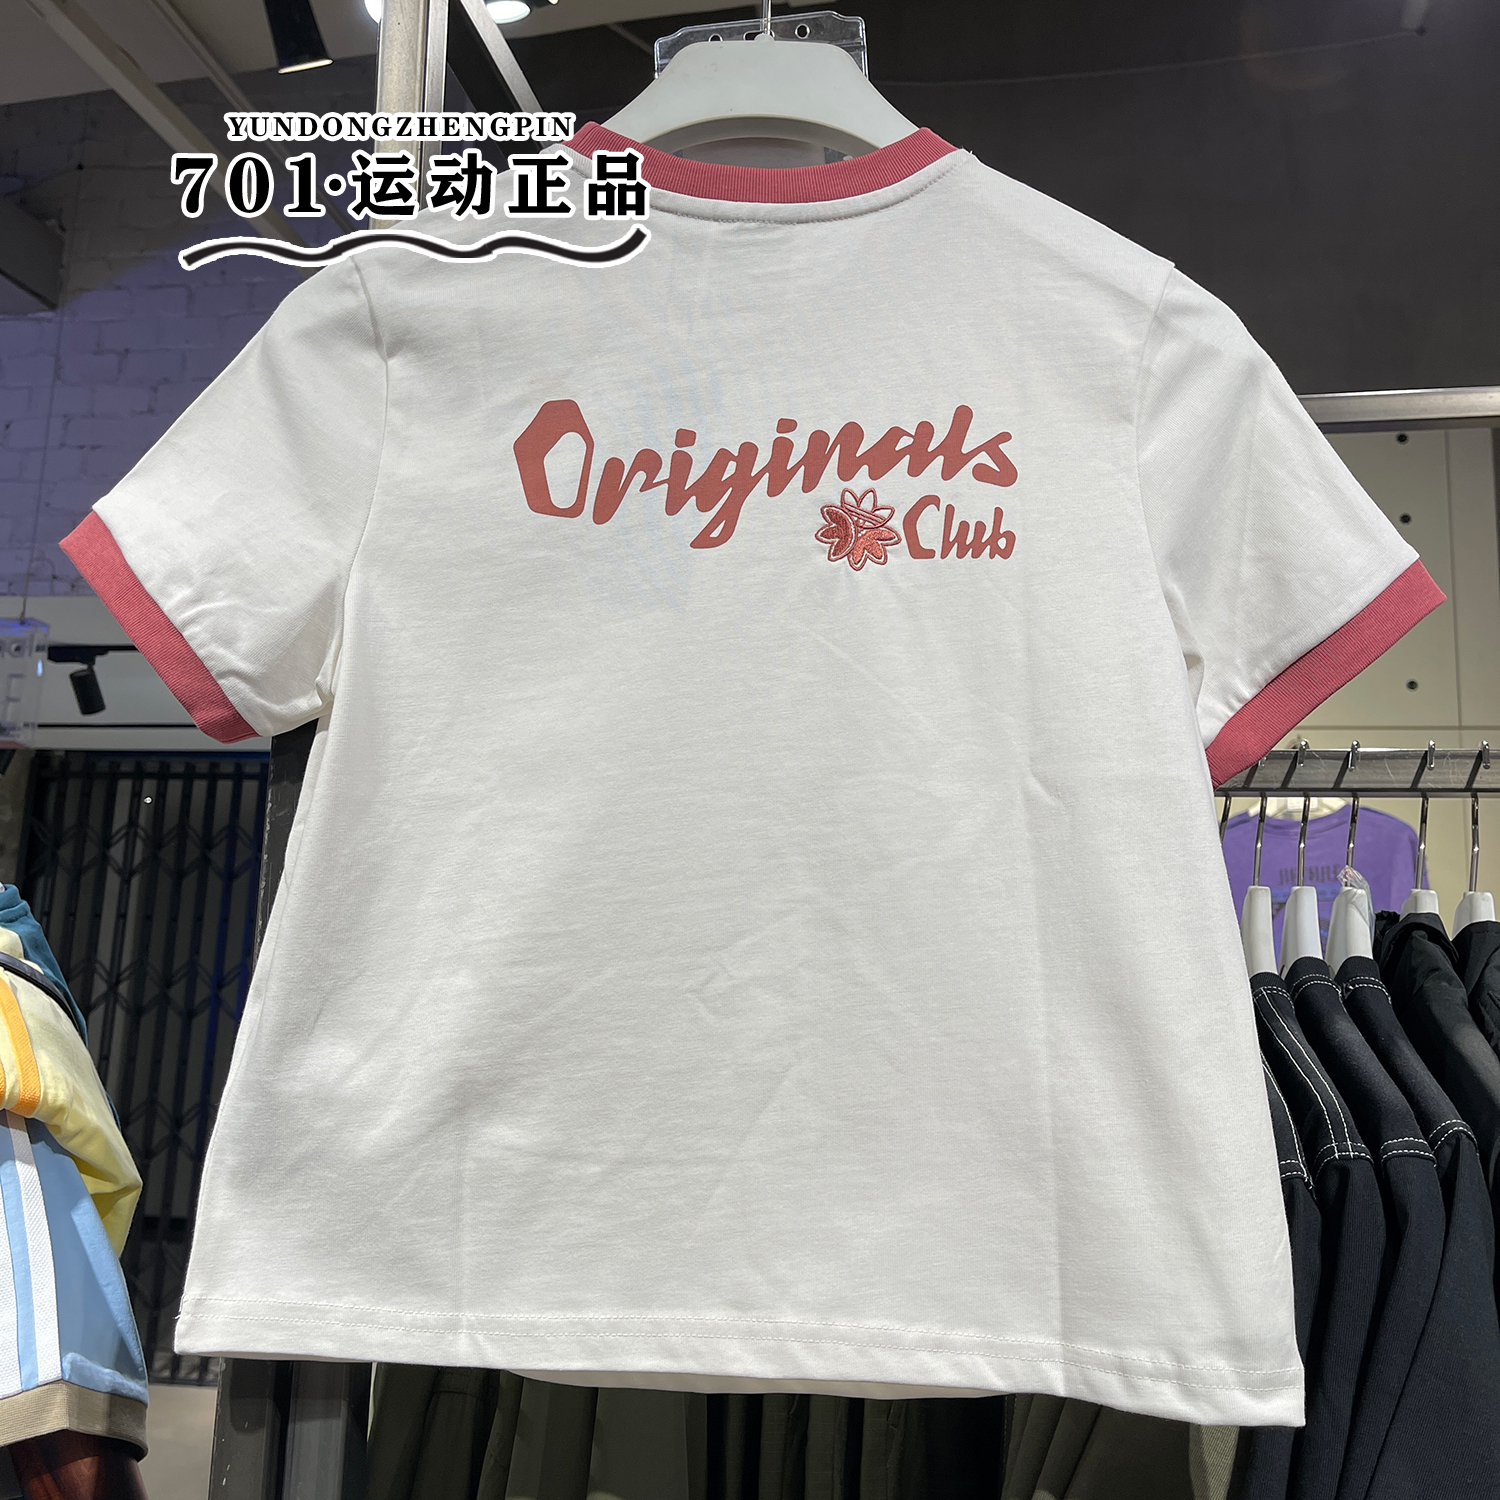 YUNDONGZHENGPIN
701·运动正品
Originals
Club